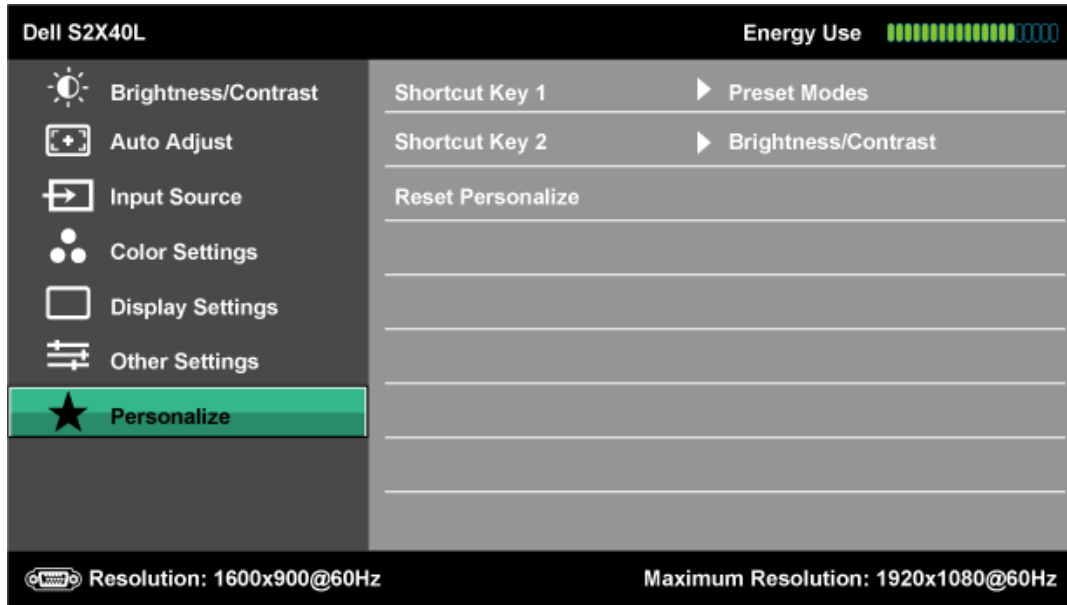 Dell S2X40L Energy Use
Brightness/Contrast Shortcut Key 1 Preset Modes
Auto Adjust Shortcut Key 2 Brightness/Contrast
Input Source Reset Personalize
Color Settings
Display Settings
Other Settings
Personalize
Resolution: 1600x900@60Hz Maximum Resolution: 1920x1080@60Hz